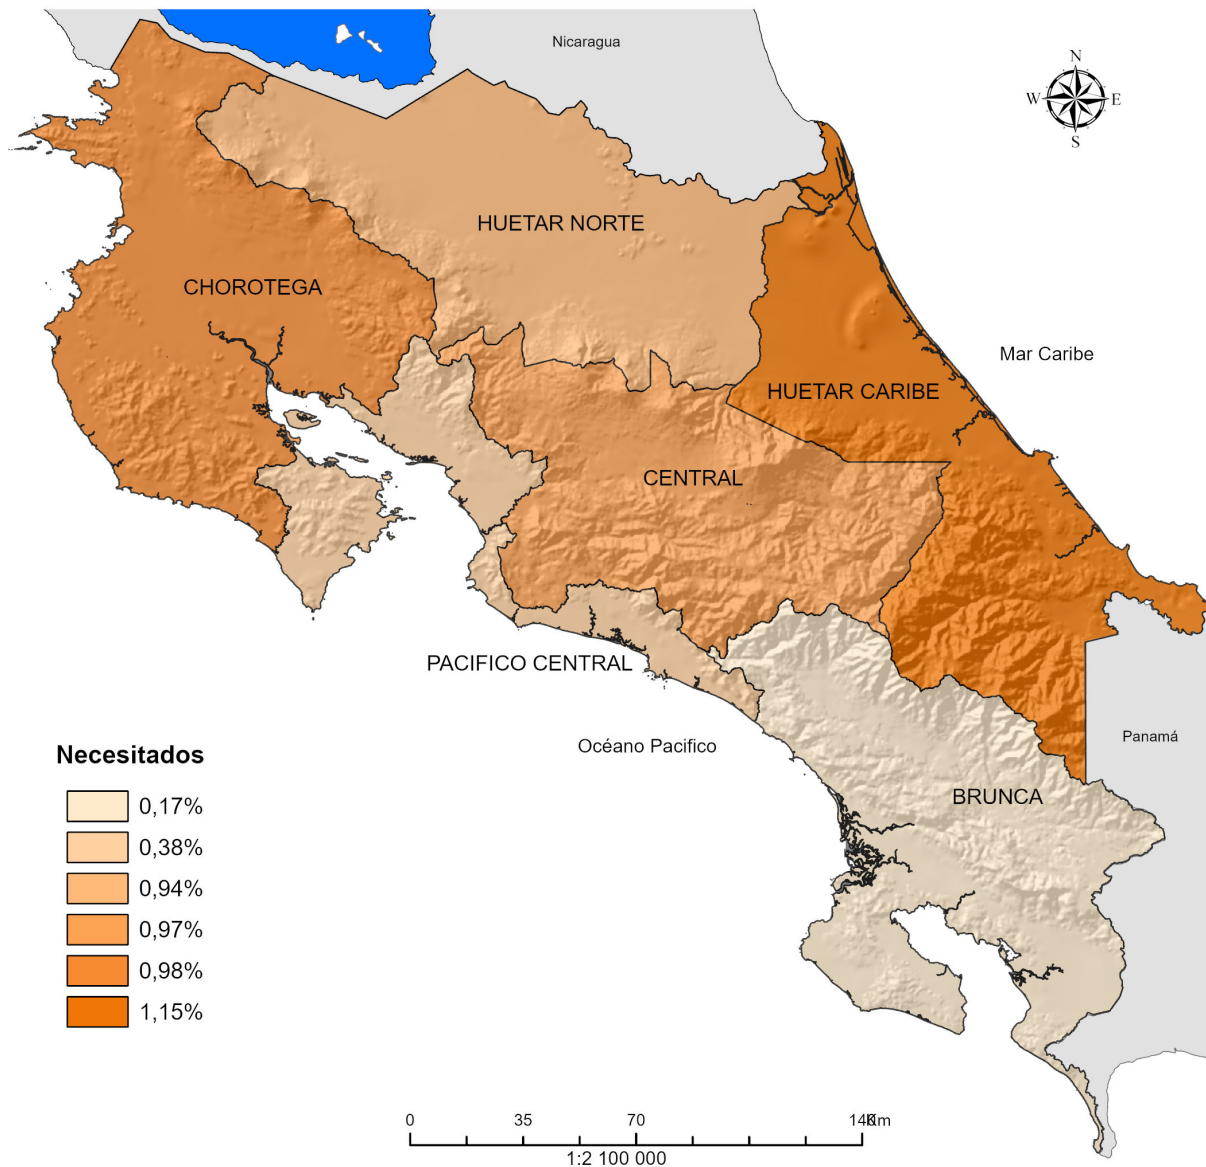 Nicaragua
N
W
E
S
HUETAR NORTE
CHOROTEGA
Mar Caribe
HUETAR CARIBE
CENTRAL
PACIFICO CENTRAL
Océano Pacifico
Panamá
Necesitados
BRUNCA
0,17%
0,38%
0,94%
0,97%
0,98%
1,15%
0 35 70 140 Km
1:2 100 000